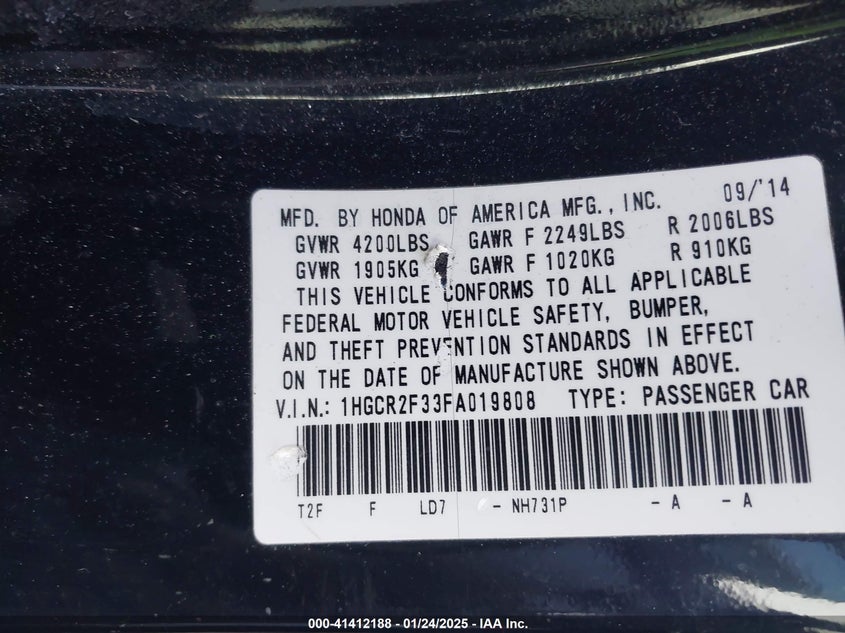 MFD. BY HONDA OF AMERICA MFG., INC. 09/'14
GVWR 4200LBS GAWR F 2249LBS R 2006LBS
GVWR 1905KG GAWR F 1020KG R 910KG
THIS VEHICLE CONFORMS TO ALL APPLICABLE
FEDERAL MOTOR VEHICLE SAFETY, BUMPER,
AND THEFT PREVENTION STANDARDS IN EFFECT
ON THE DATE OF MANUFACTURE SHOWN ABOVE.
V.I.N.: 1HGCR2F33FA019808 TYPE: PASSENGER CAR
T2F F LD7 - NH731P - A - A
000-41412188 - 01/24/2025 - IAA Inc.